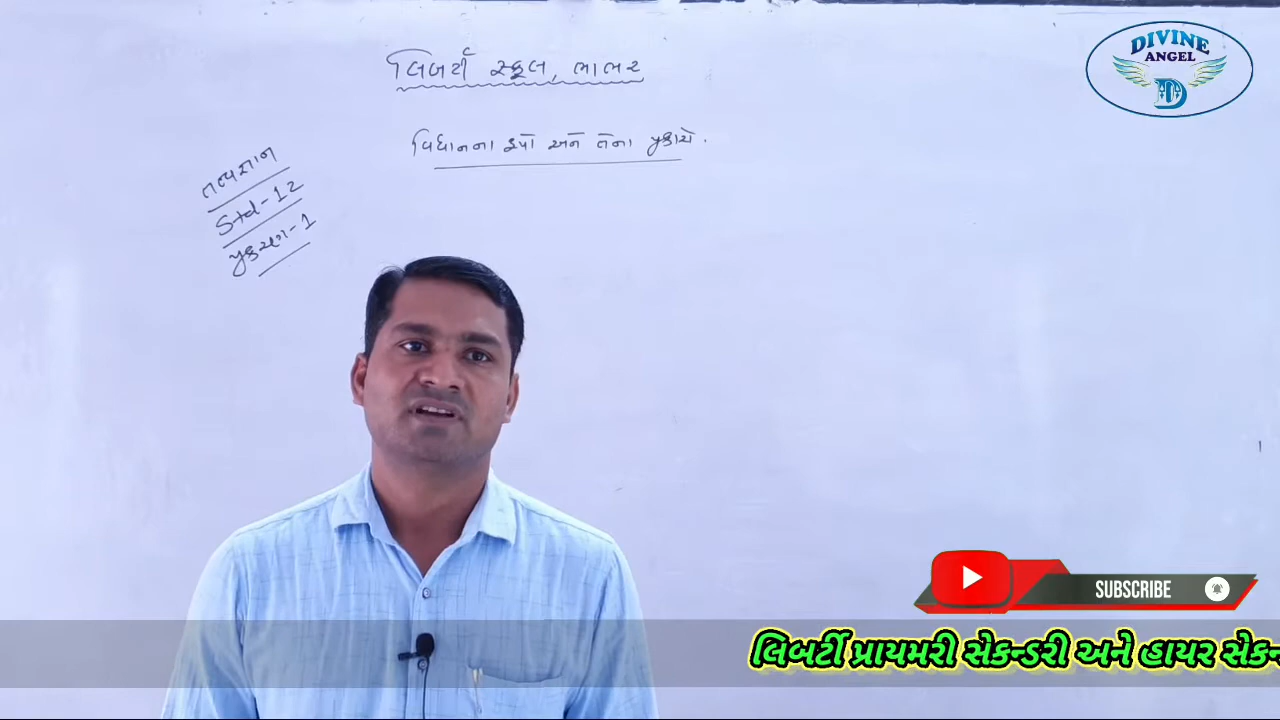 લિબર્ટી સ્કૂલ, ભાભર
વિધાનના રૂપો અને તેના પ્રકારો.
તત્વજ્ઞાન
Std-12
પ્રકરણ-1
DIVINE
ANGEL
D
SUBSCRIBE
લિબર્ટી પ્રાયમરી સેકન્ડરી અને હાયર સેકન